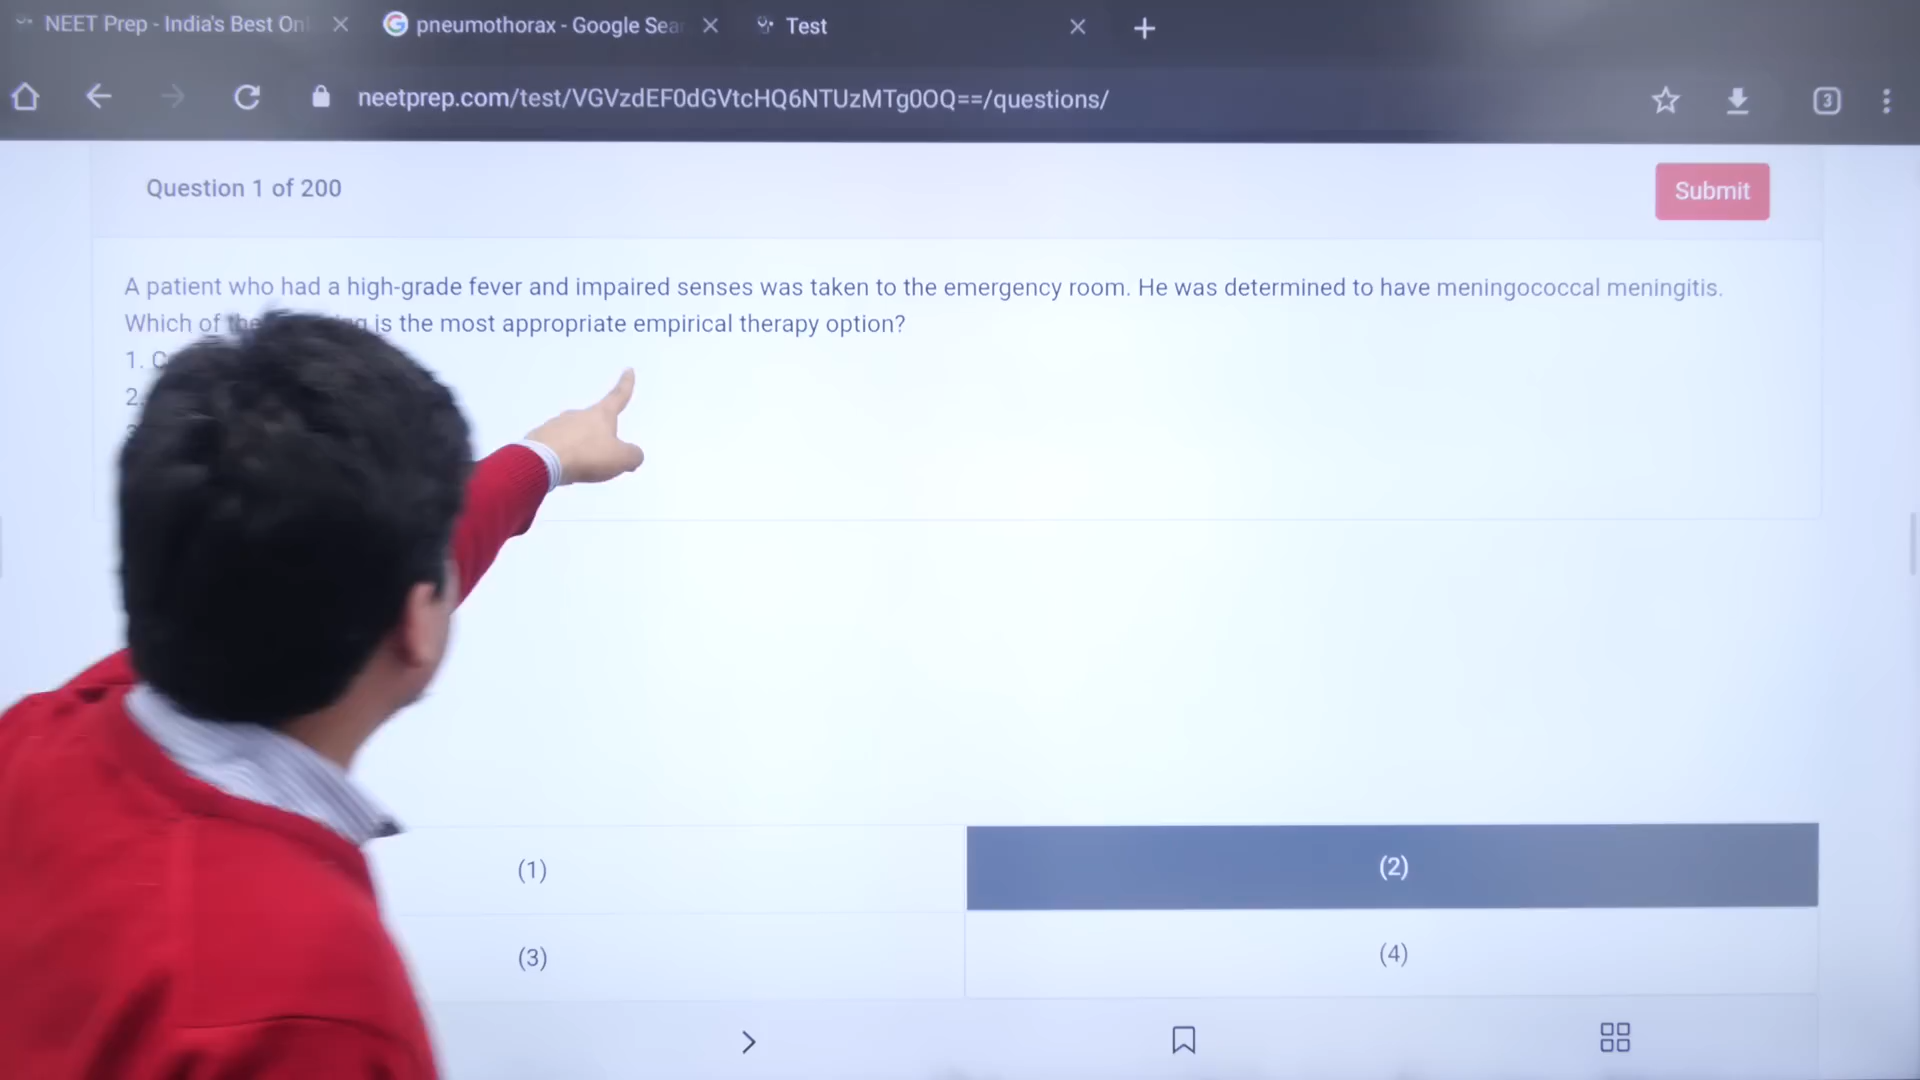 NEET Prep - India's Best Onl
pneumothorax - Google Sea
Test
neetprep.com/test/VGVzdEF0dGVtcHQ6NTUzMTg0OQ==/questions/
3
Question 1 of 200
Submit
A patient who had a high-grade fever and impaired senses was taken to the emergency room. He was determined to have meningococcal meningitis.
Which of the is the most appropriate empirical therapy option?
1. C
2.
(1)
(2)
(3)
(4)